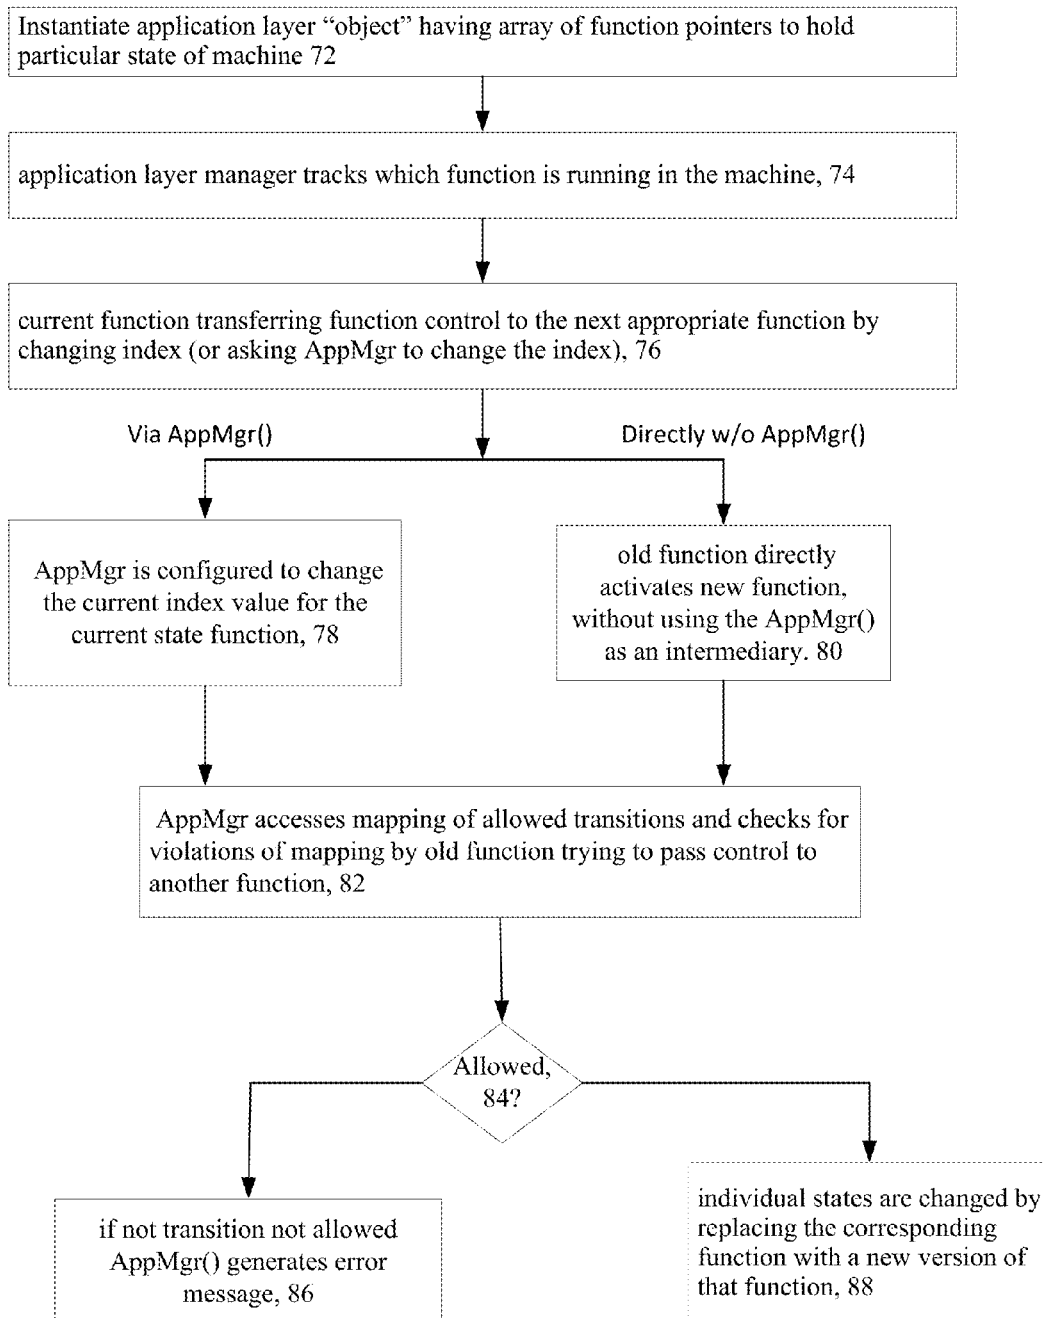 Instantiate application layer “object” having array of function pointers to hold
particular state of machine 72
application layer manager tracks which function is running in the machine, 74
current function transferring function control to the next appropriate function by
changing index (or asking AppMgr to change the index), 76
Via AppMgr()
Directly w/o AppMgr()
AppMgr is configured to change
the current index value for the
current state function, 78
old function directly
activates new function,
without using the AppMgr()
as an intermediary. 80
AppMgr accesses mapping of allowed transitions and checks for
violations of mapping by old function trying to pass control to
another function, 82
Allowed,
84?
if not transition not allowed
AppMgr() generates error
message, 86
individual states are changed by
replacing the corresponding
function with a new version of
that function, 88